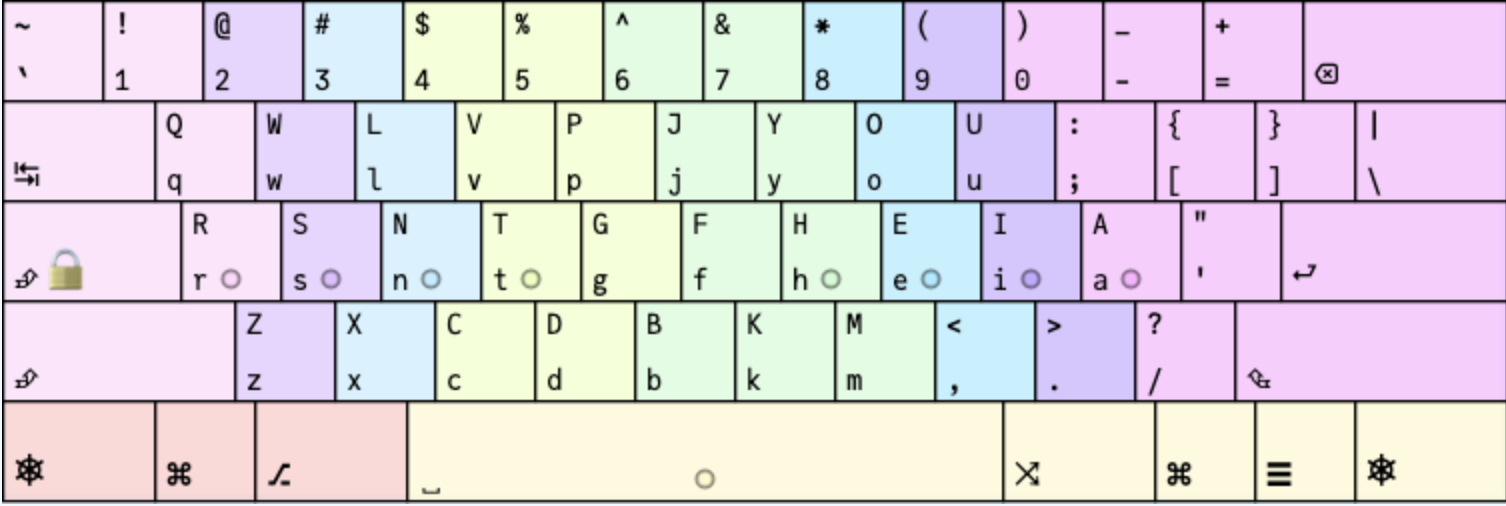 ~ ! @ # $ % ^ & * ( ) _ +
` 1 2 3 4 5 6 7 8 9 0 - = ⌫
Q W L V P J Y O U : { } |
↹ q w l v p j y o u ; [ ] \
R S N T G F H E I A "
r s n t g f h e i a '
Z X C D B K M < > ?
z x c d b k m , . /
⎈ ⌘ ⌥ ␣ ⌘ ☰ ⎈